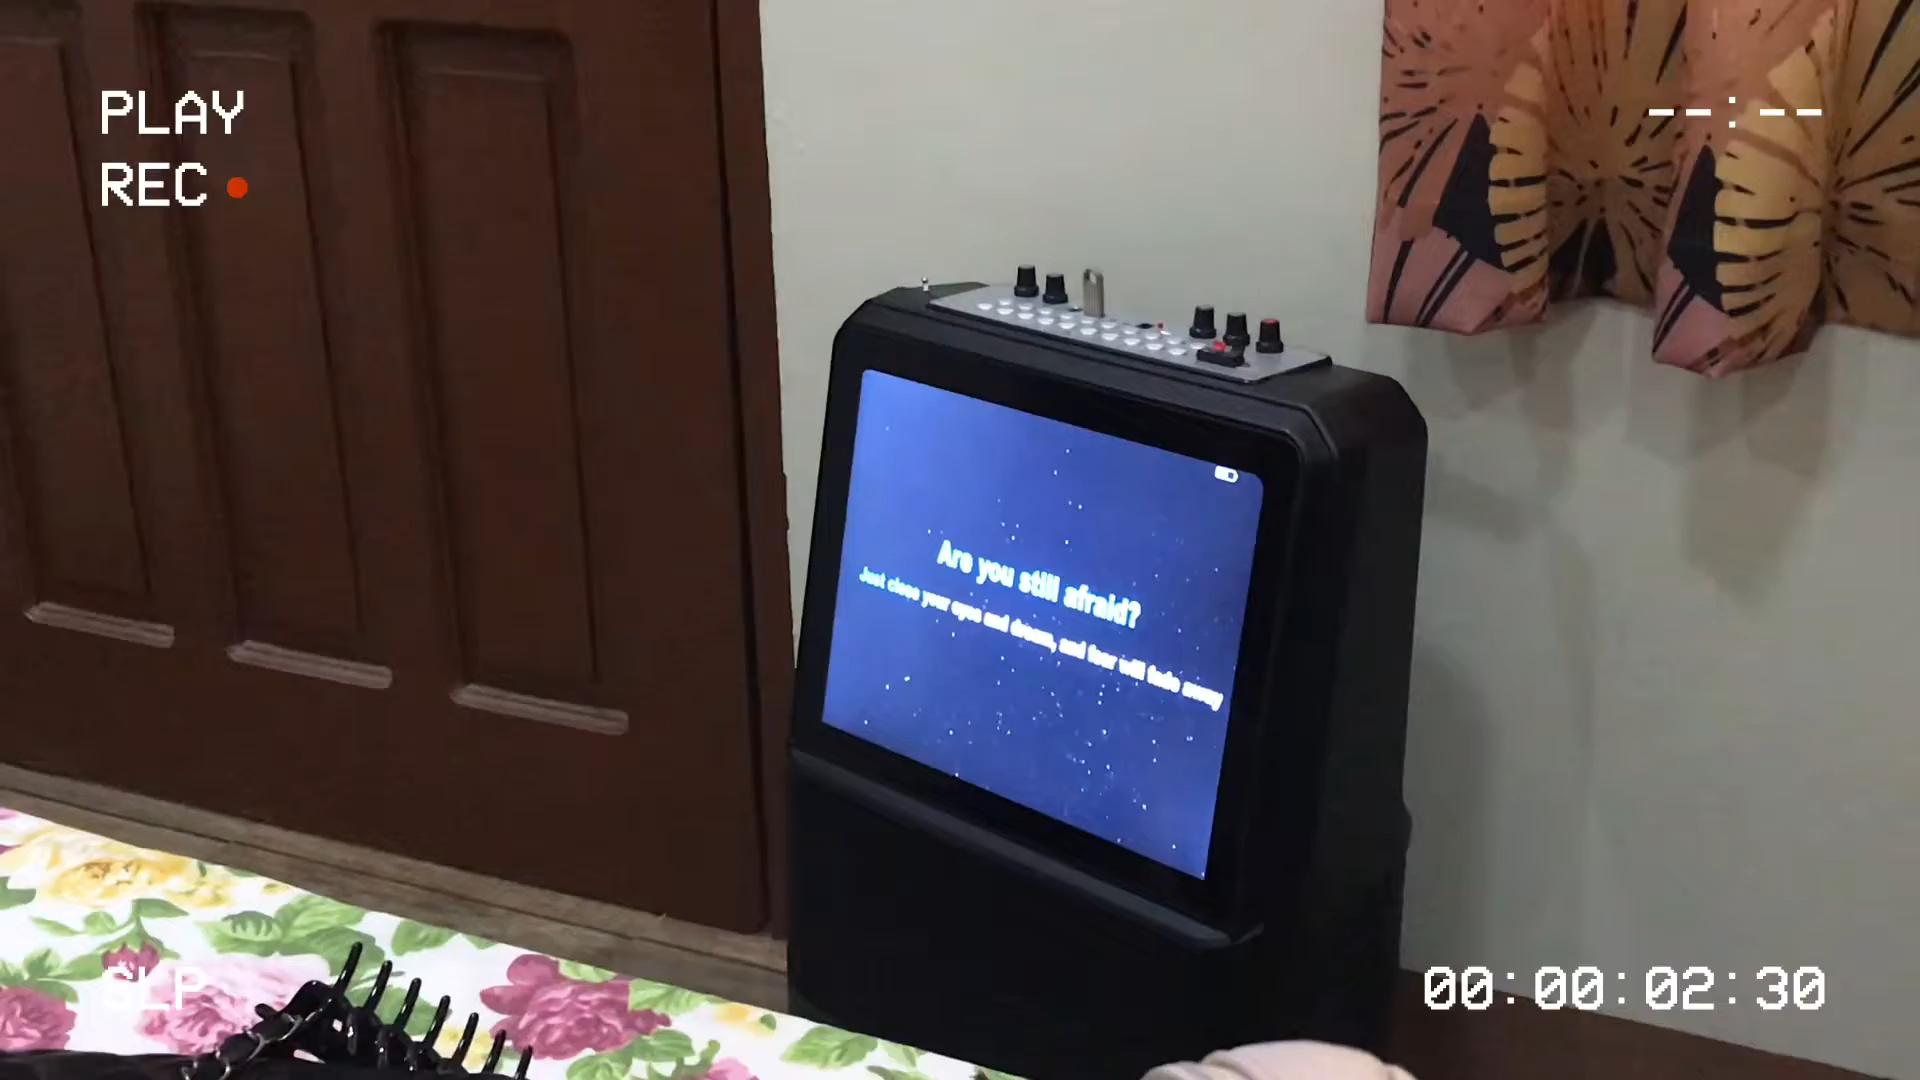 PLAY
--:--
REC
Are you still afraid?
Just close your eyes and dream, and fear will fade away
SLP
00:00:02:30